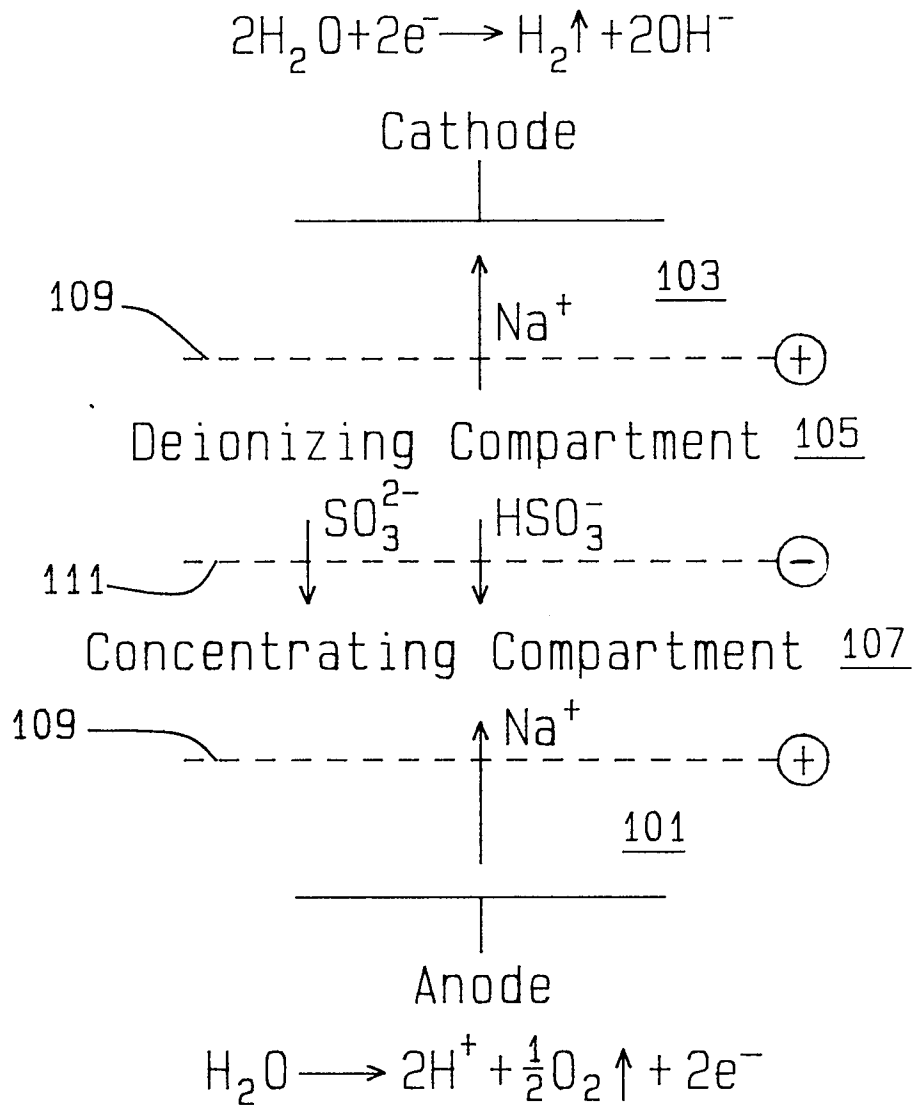 2H₂O+2e⁻ → H₂↑ +2OH⁻
Cathode
103
109
Na⁺
+
Deionizing Compartment 105
SO₃²⁻ HSO₃⁻
111
−
Concentrating Compartment 107
109
Na⁺
+
101
Anode
H₂O → 2H⁺ + ½O₂↑ + 2e⁻